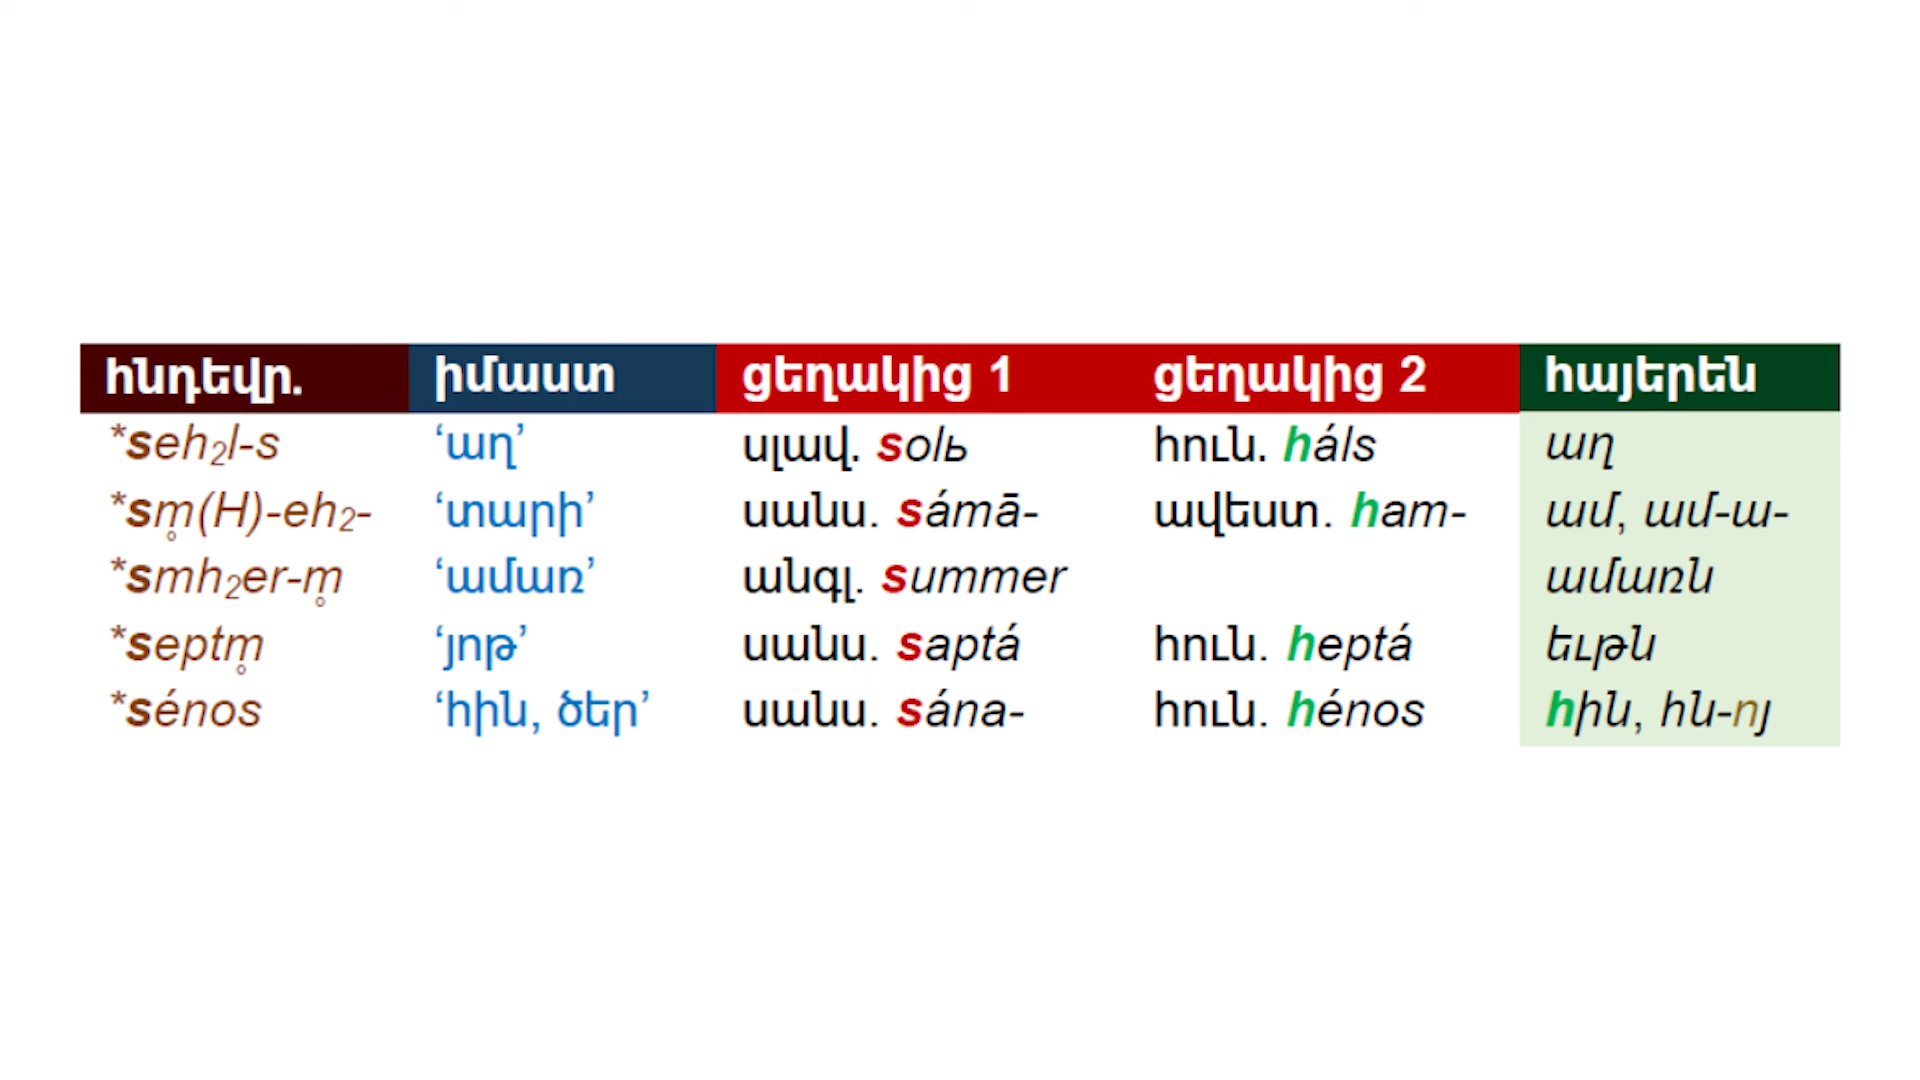 հնդեվր. իմաստ ցեղակից 1 ցեղակից 2 հայերեն
*seh₂l-s ‘աղ’ սլավ. solь հուն. háls աղ
*sm̥(H)-eh₂- ‘տարի’ սանս. sámā- ավեստ. ham- ամ, ամ-ա-
*smh₂er-m̥ ‘ամառ’ անգլ. summer ամառն
*septm̥ ‘յոթ’ սանս. saptá հուն. heptá եւթն
*sénos ‘հին, ծեր’ սանս. sána- հուն. hénos հին, հն-ոյ